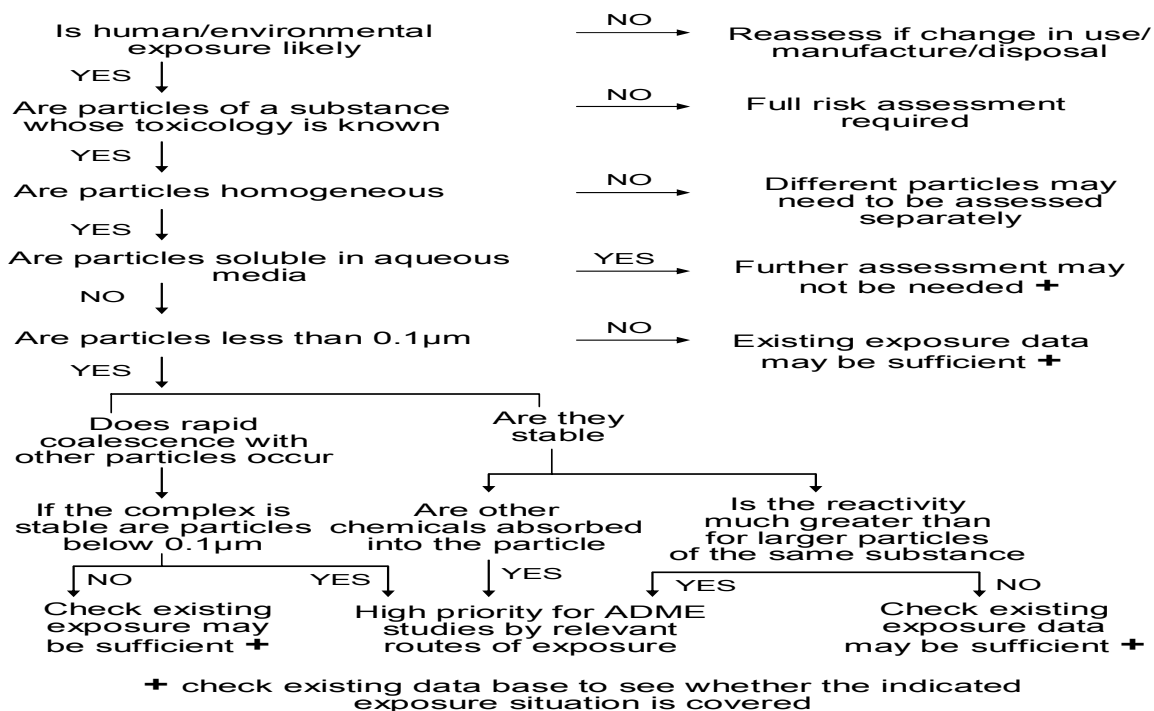 Is human/environmental
exposure likely
NO
Reassess if change in use/
manufacture/disposal
YES
Are particles of a substance
whose toxicology is known
NO
Full risk assessment
required
YES
Are particles homogeneous
NO
Different particles may
need to be assessed
separately
YES
Are particles soluble in aqueous
media
YES
Further assessment may
not be needed +
NO
Are particles less than 0.1µm
NO
Existing exposure data
may be sufficient +
YES
Does rapid
coalescence with
other particles occur
Are they
stable
If the complex is
stable are particles
below 0.1µm
Are other
chemicals absorbed
into the particle
Is the reactivity
much greater than
for larger particles
of the same substance
NO
YES
YES
YES
NO
Check existing
exposure may
be sufficient +
High priority for ADME
studies by relevant
routes of exposure
Check existing
exposure data
may be sufficient +
+ check existing data base to see whether the indicated
exposure situation is covered